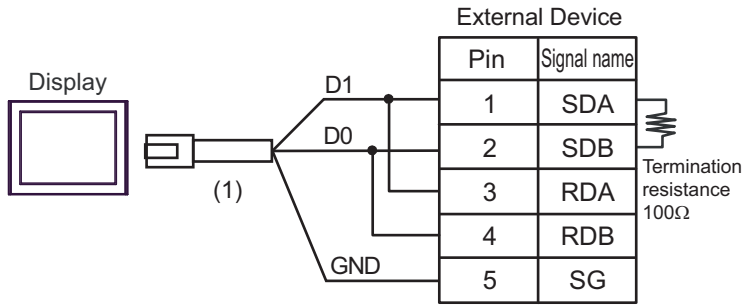 External Device
Display
Pin Signal name
D1
1 SDA
D0
2 SDB
Termination
resistance
100Ω
(1)
3 RDA
4 RDB
GND
5 SG